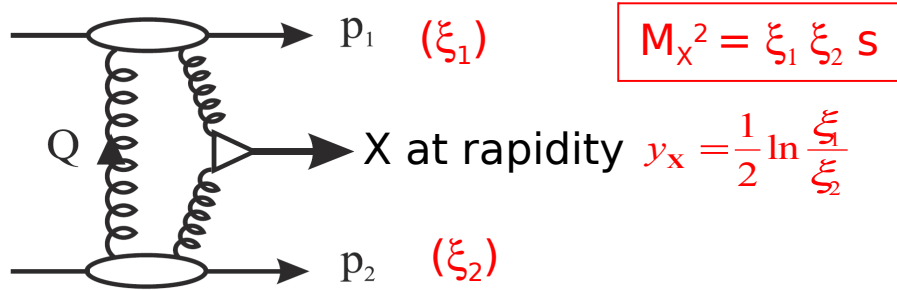 p₁ (ξ₁)
M_X² = ξ₁ ξ₂ s
Q
X at rapidity y_x = 1/2 ln ξ₁/ξ₂
p₂ (ξ₂)